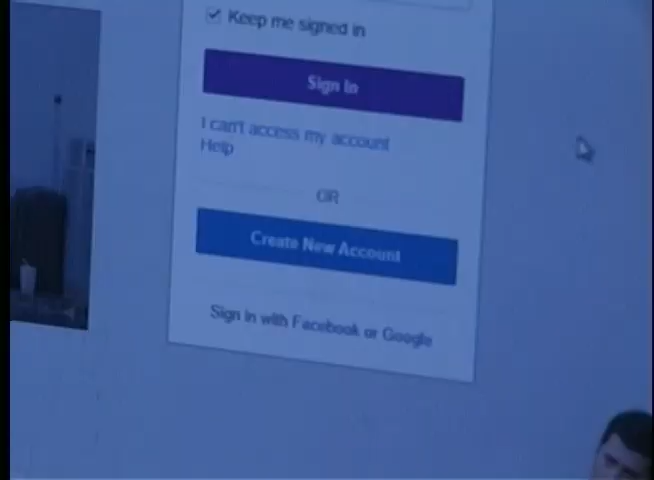 Keep me signed in
Sign In
I can't access my account
Help
OR
Create New Account
Sign in with Facebook or Google